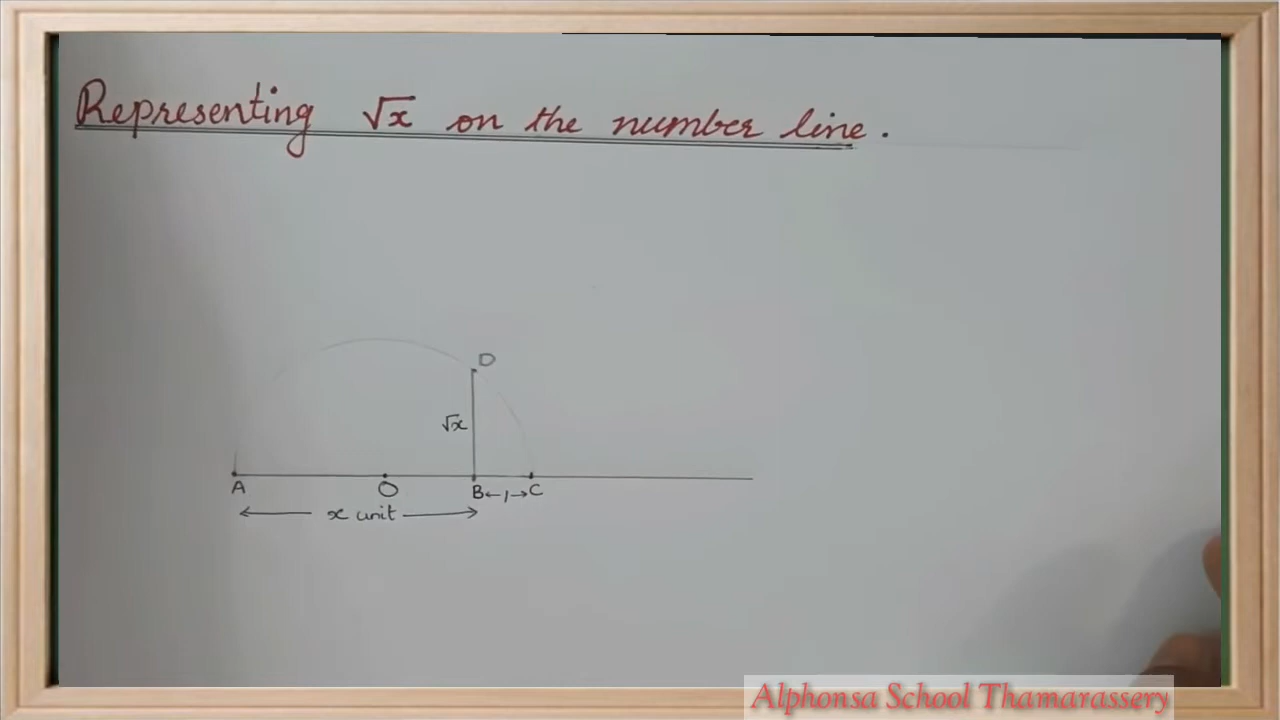 Representing √x on the number line.
D
√x
A O B ←1→ C
← x unit →
Alphonsa School Thamarassery